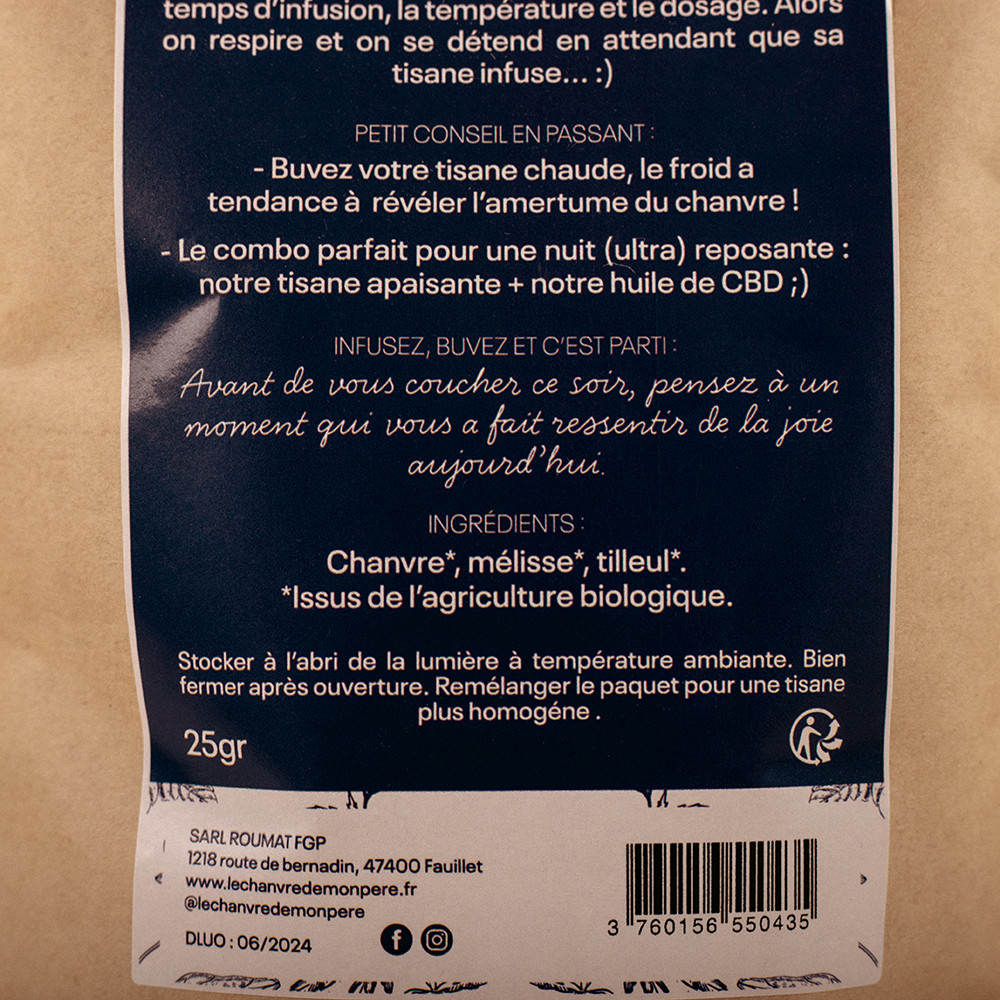 temps d'infusion, la température et le dosage. Alors
on respire et on se détend en attendant que sa
tisane infuse... :)
PETIT CONSEIL EN PASSANT :
- Buvez votre tisane chaude, le froid a
tendance à révéler l'amertume du chanvre !
- Le combo parfait pour une nuit (ultra) reposante :
notre tisane apaisante + notre huile de CBD ;)
INFUSEZ, BUVEZ ET C'EST PARTI :
Avant de vous coucher ce soir, pensez à un
moment qui vous a fait ressentir de la joie
aujourd'hui.
INGRÉDIENTS :
Chanvre*, mélisse*, tilleul*.
*Issus de l'agriculture biologique.
Stocker à l'abri de la lumière à température ambiante. Bien
fermer après ouverture. Remélanger le paquet pour une tisane
plus homogéne .
25gr
SARL ROUMAT FGP
1218 route de bernadin, 47400 Fauillet
www.lechanvredemonpere.fr
@lechanvredemonpere
DLUO : 06/2024
3 760156 550435